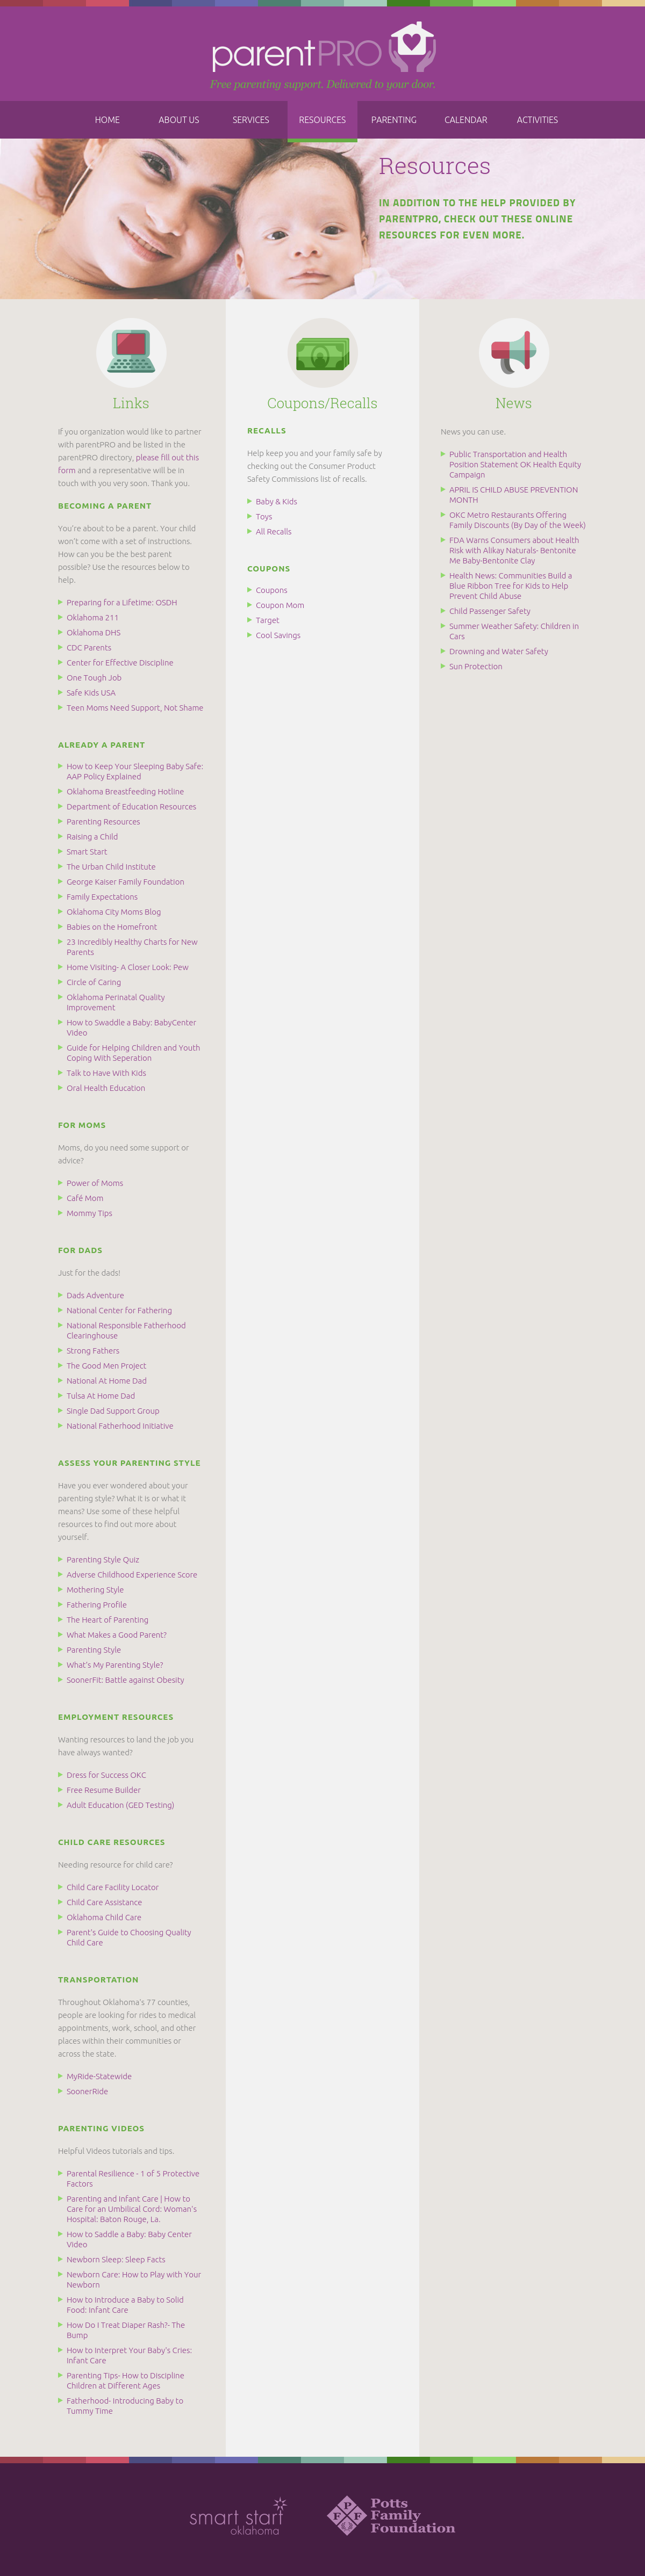 parentPRO
Free parenting support. Delivered to your door.
HOME ABOUT US SERVICES RESOURCES PARENTING CALENDAR ACTIVITIES
Resources
IN ADDITION TO THE HELP PROVIDED BY
PARENTPRO, CHECK OUT THESE ONLINE
RESOURCES FOR EVEN MORE.
Links
If you organization would like to partner
with parentPRO and be listed in the
parentPRO directory, please fill out this
form and a representative will be in
touch with you very soon. Thank you.
BECOMING A PARENT
You're about to be a parent. Your child
won't come with a set of instructions.
How can you be the best parent
possible? Use the resources below to
help.
Preparing for a Lifetime: OSDH
Oklahoma 211
Oklahoma DHS
CDC Parents
Center for Effective Discipline
One Tough Job
Safe Kids USA
Teen Moms Need Support, Not Shame
ALREADY A PARENT
How to Keep Your Sleeping Baby Safe:
AAP Policy Explained
Oklahoma Breastfeeding Hotline
Department of Education Resources
Parenting Resources
Raising a Child
Smart Start
The Urban Child Institute
George Kaiser Family Foundation
Family Expectations
Oklahoma City Moms Blog
Babies on the Homefront
23 Incredibly Healthy Charts for New
Parents
Home Visiting- A Closer Look: Pew
Circle of Caring
Oklahoma Perinatal Quality
Improvement
How to Swaddle a Baby: BabyCenter
Video
Guide for Helping Children and Youth
Coping With Seperation
Talk to Have With Kids
Oral Health Education
FOR MOMS
Moms, do you need some support or
advice?
Power of Moms
Café Mom
Mommy Tips
FOR DADS
Just for the dads!
Dads Adventure
National Center for Fathering
National Responsible Fatherhood
Clearinghouse
Strong Fathers
The Good Men Project
National At Home Dad
Tulsa At Home Dad
Single Dad Support Group
National Fatherhood Initiative
ASSESS YOUR PARENTING STYLE
Have you ever wondered about your
parenting style? What it is or what it
means? Use some of these helpful
resources to find out more about
yourself.
Parenting Style Quiz
Adverse Childhood Experience Score
Mothering Style
Fathering Profile
The Heart of Parenting
What Makes a Good Parent?
Parenting Style
What's My Parenting Style?
SoonerFit: Battle against Obesity
EMPLOYMENT RESOURCES
Wanting resources to land the job you
have always wanted?
Dress for Success OKC
Free Resume Builder
Adult Education (GED Testing)
CHILD CARE RESOURCES
Needing resource for child care?
Child Care Facility Locator
Child Care Assistance
Oklahoma Child Care
Parent's Guide to Choosing Quality
Child Care
TRANSPORTATION
Throughout Oklahoma's 77 counties,
people are looking for rides to medical
appointments, work, school, and other
places within their communities or
across the state.
MyRide-Statewide
SoonerRide
PARENTING VIDEOS
Helpful Videos tutorials and tips.
Parental Resilience - 1 of 5 Protective
Factors
Parenting and Infant Care | How to
Care for an Umbilical Cord: Woman's
Hospital: Baton Rouge, La.
How to Saddle a Baby: Baby Center
Video
Newborn Sleep: Sleep Facts
Newborn Care: How to Play with Your
Newborn
How to Introduce a Baby to Solid
Food: Infant Care
How Do I Treat Diaper Rash?- The
Bump
How to Interpret Your Baby's Cries:
Infant Care
Parenting Tips- How to Discipline
Children at Different Ages
Fatherhood- Introducing Baby to
Tummy Time
Coupons/Recalls
RECALLS
Help keep you and your family safe by
checking out the Consumer Product
Safety Commissions list of recalls.
Baby & Kids
Toys
All Recalls
COUPONS
Coupons
Coupon Mom
Target
Cool Savings
News
News you can use.
Public Transportation and Health
Position Statement OK Health Equity
Campaign
APRIL IS CHILD ABUSE PREVENTION
MONTH
OKC Metro Restaurants Offering
Family Discounts (By Day of the Week)
FDA Warns Consumers about Health
Risk with Alikay Naturals- Bentonite
Me Baby-Bentonite Clay
Health News: Communities Build a
Blue Ribbon Tree for Kids to Help
Prevent Child Abuse
Child Passenger Safety
Summer Weather Safety: Children in
Cars
Drowning and Water Safety
Sun Protection
smart start
oklahoma
P F P F
Potts
Family
Foundation